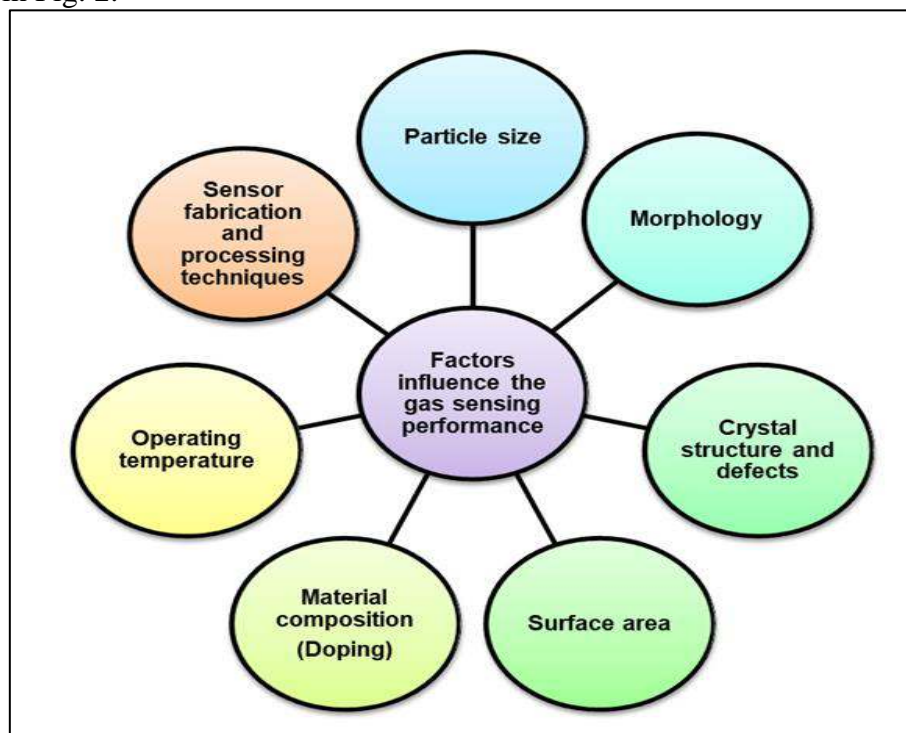 in Fig. 2.
Particle size
Morphology
Sensor
fabrication
and
processing
techniques
Factors
influence the
gas sensing
performance
Crystal
structure and
defects
Operating
temperature
Material
composition
(Doping)
Surface area